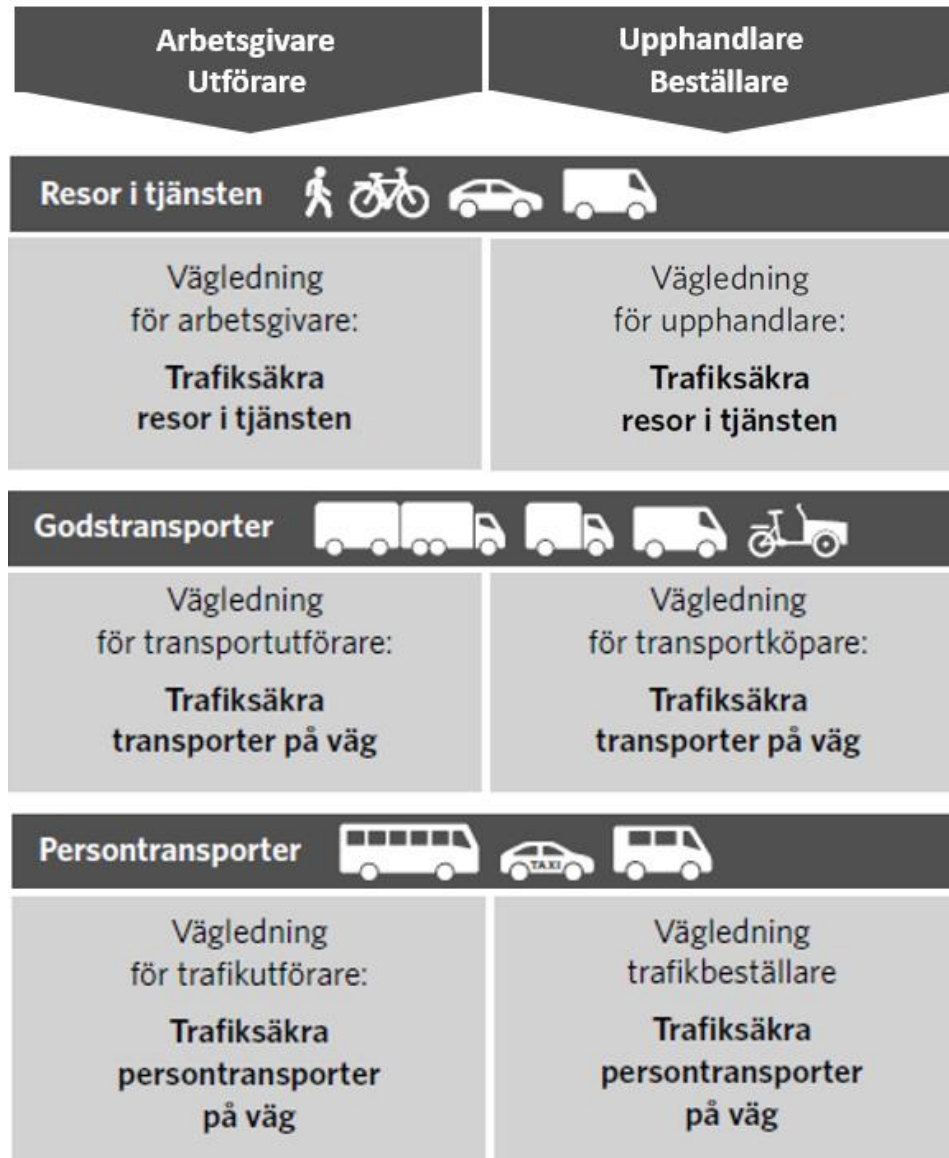 Arbetsgivare
Utförare
Upphandlare
Beställare
Resor i tjänsten
Vägledning
för arbetsgivare:
Trafiksäkra
resor i tjänsten
Vägledning
för upphandlare:
Trafiksäkra
resor i tjänsten
Godstransporter
Vägledning
för transportutförare:
Trafiksäkra
transporter på väg
Vägledning
för transportköpare:
Trafiksäkra
transporter på väg
Persontransporter
TAXI
Vägledning
för trafikutförare:
Trafiksäkra
persontransporter
på väg
Vägledning
trafikbeställare
Trafiksäkra
persontransporter
på väg